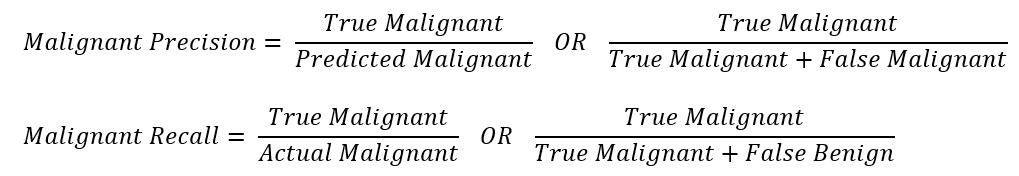 Malignant Precision = True Malignant / Predicted Malignant OR True Malignant / True Malignant + False Malignant
Malignant Recall = True Malignant / Actual Malignant OR True Malignant / True Malignant + False Benign